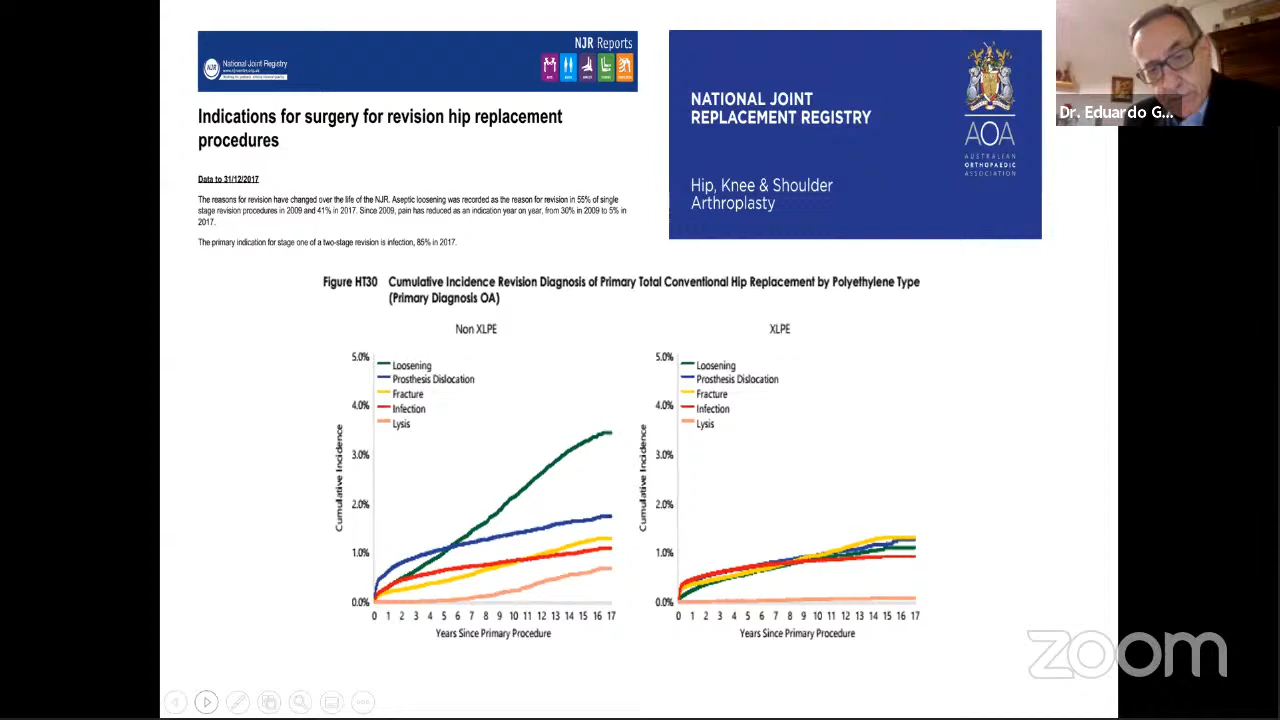 NJR Reports
NJR
National Joint Registry
www.njrcentre.org.uk
NATIONAL JOINT
REPLACEMENT REGISTRY
AOA
AUSTRALIAN
ORTHOPAEDIC
ASSOCIATION
Hip, Knee & Shoulder
Arthroplasty
Dr. Eduardo G...
Indications for surgery for revision hip replacement
procedures
Data to 31/12/2017
The reasons for revision have changed over the life of the NJR. Aseptic loosening was recorded as the reason for revision in 55% of single
stage revision procedures in 2009 and 41% in 2017. Since 2009, pain has reduced as an indication year on year, from 30% in 2009 to 5% in
2017.
The primary indication for stage one of a two-stage revision is infection, 85% in 2017.
Figure HT30 Cumulative Incidence Revision Diagnosis of Primary Total Conventional Hip Replacement by Polyethylene Type
(Primary Diagnosis OA)
Non XLPE
5.0%
4.0%
3.0%
2.0%
1.0%
0.0%
Cumulative Incidence
Loosening
Prosthesis Dislocation
Fracture
Infection
Lysis
0 1 2 3 4 5 6 7 8 9 10 11 12 13 14 15 16 17
Years Since Primary Procedure
XLPE
5.0%
4.0%
3.0%
2.0%
1.0%
0.0%
Cumulative Incidence
Loosening
Prosthesis Dislocation
Fracture
Infection
Lysis
0 1 2 3 4 5 6 7 8 9 10 11 12 13 14 15 16 17
Years Since Primary Procedure
zoom